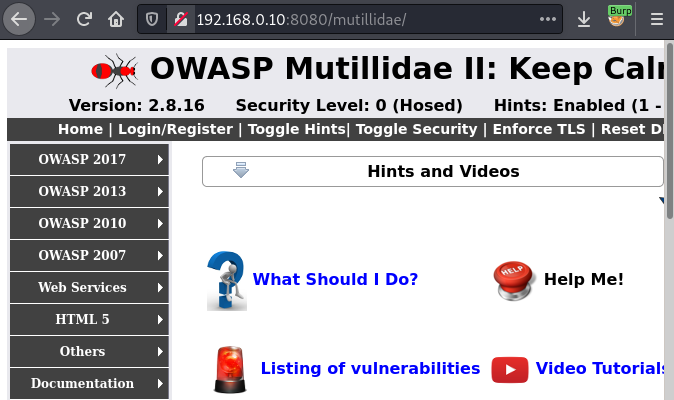 192.168.0.10:8080/mutillidae/
Burp
OWASP Mutillidae II: Keep Cal
Version: 2.8.16 Security Level: 0 (Hosed) Hints: Enabled (1 -
Home | Login/Register | Toggle Hints| Toggle Security | Enforce TLS | Reset D
OWASP 2017
OWASP 2013
OWASP 2010
OWASP 2007
Web Services
HTML 5
Others
Documentation
Hints and Videos
What Should I Do?
HELP
Help Me!
Listing of vulnerabilities
Video Tutorials